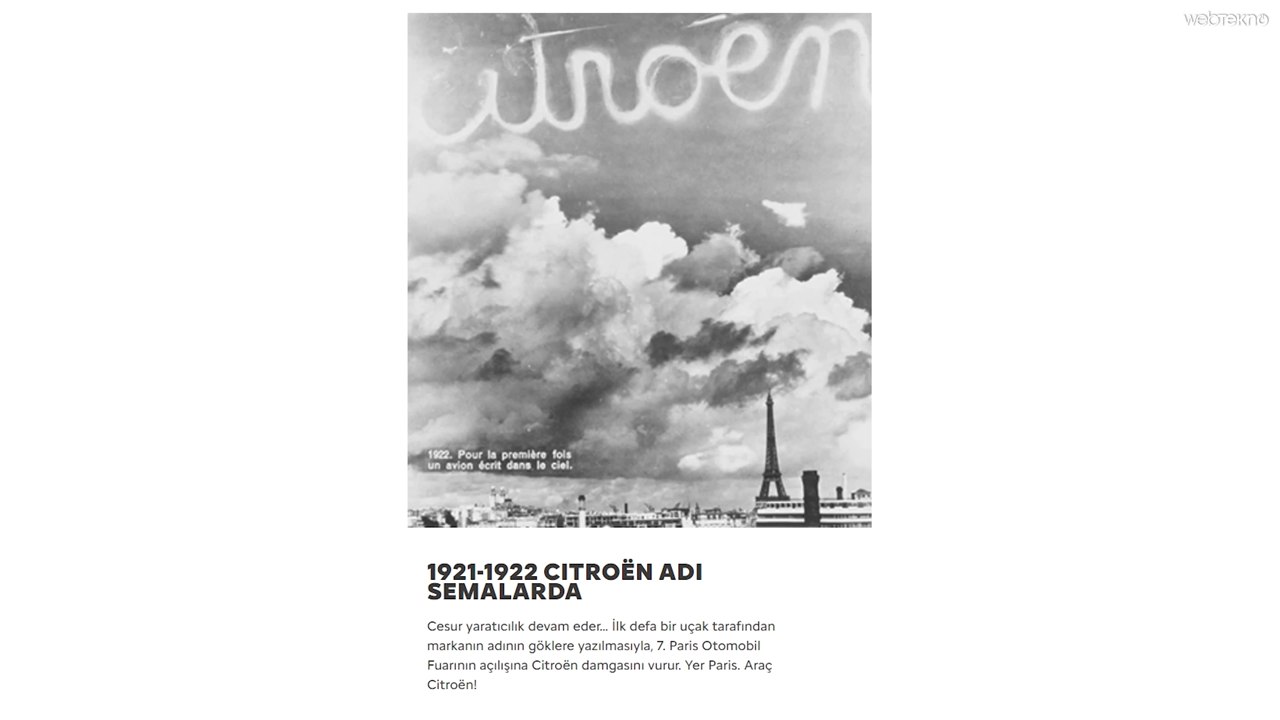 webtekno
citroën
1922. Pour la première fois
un avion écrit dans le ciel.
1921-1922 CITROËN ADI
SEMALARDA
Cesur yaratıcılık devam eder... İlk defa bir uçak tarafından
markanın adının göklere yazılmasıyla, 7. Paris Otomobil
Fuarının açılışına Citroën damgasını vurur. Yer Paris. Araç
Citroën!